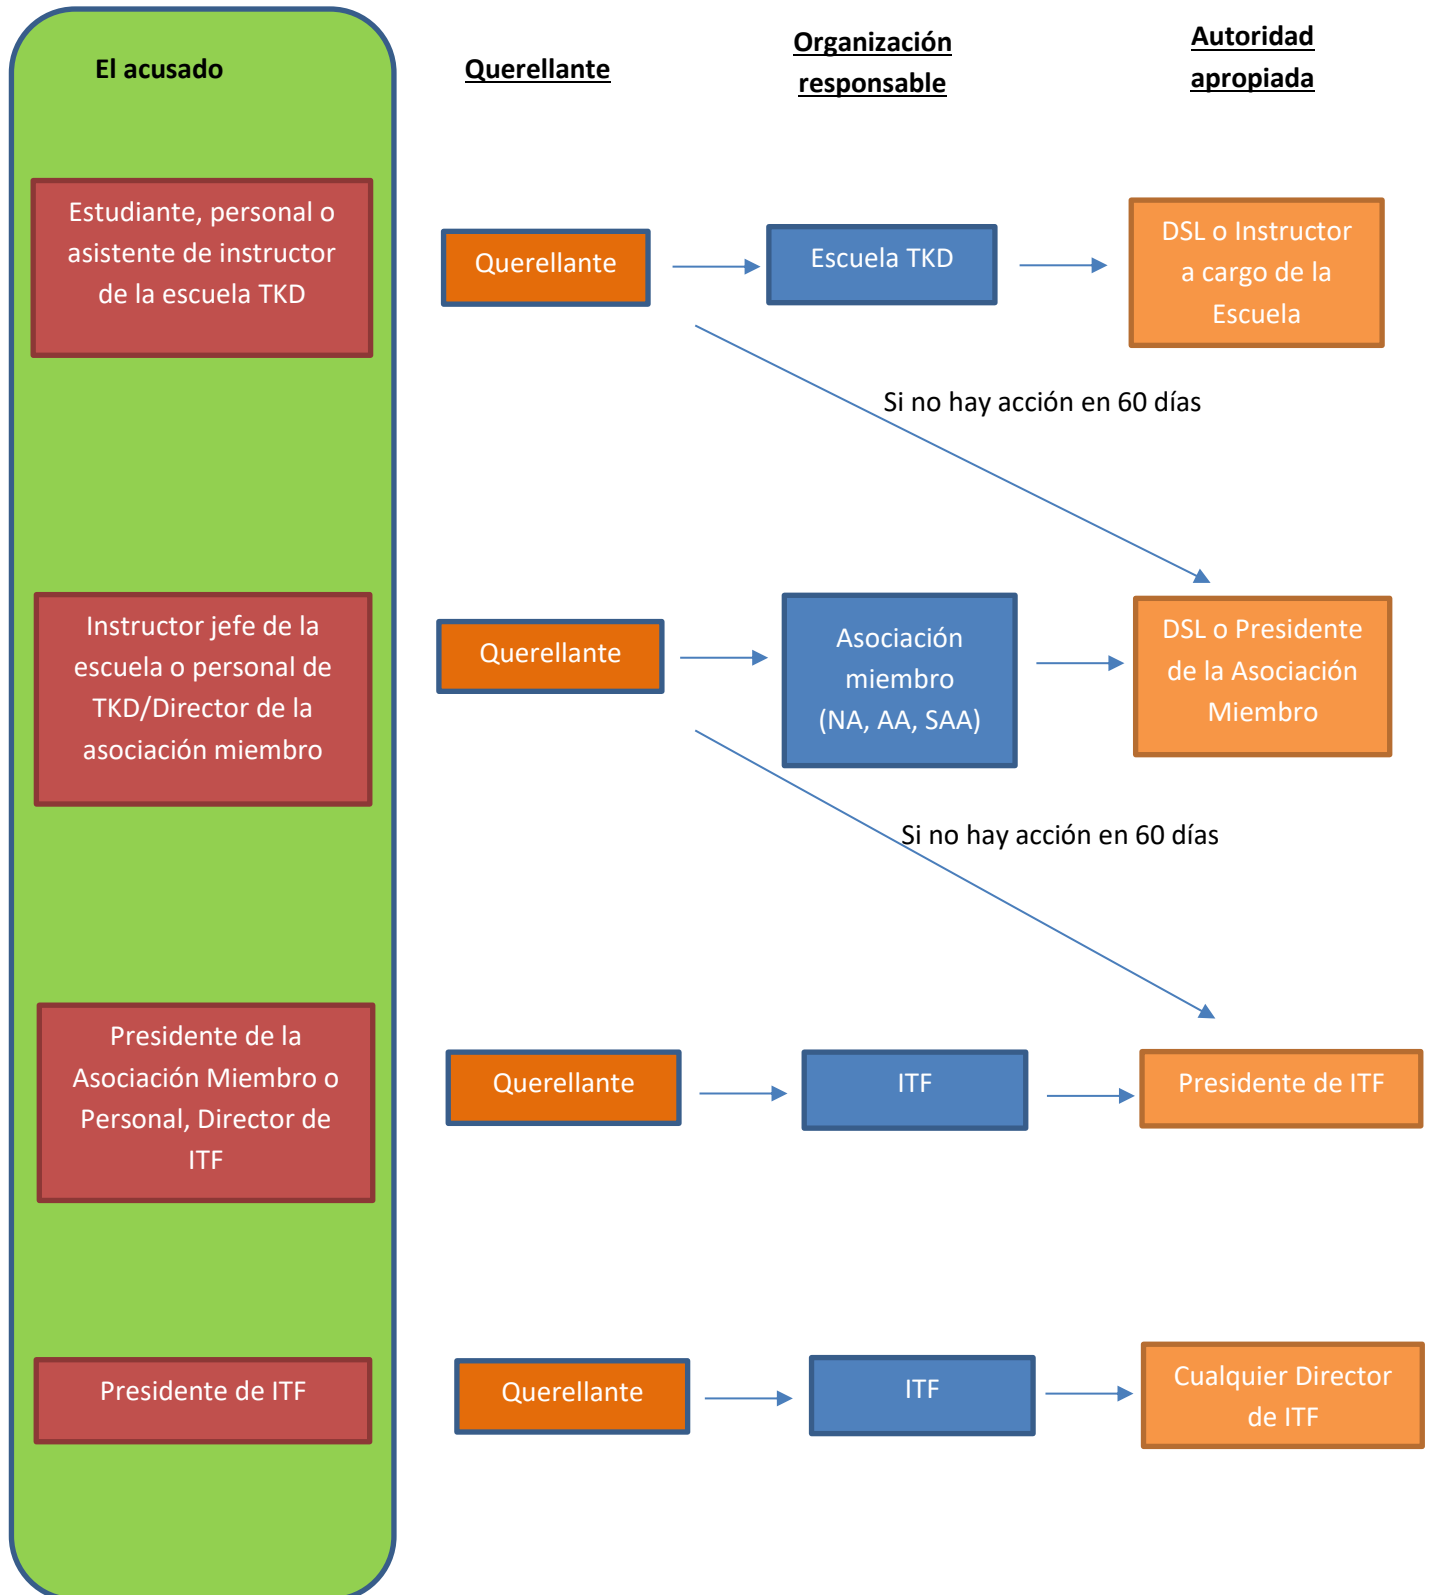 El acusado
Querellante
Organización
responsable
Autoridad
apropiada
Estudiante, personal o
asistente de instructor
de la escuela TKD
Querellante
Escuela TKD
DSL o Instructor
a cargo de la
Escuela
Si no hay acción en 60 días
Instructor jefe de la
escuela o personal de
TKD/Director de la
asociación miembro
Querellante
Asociación
miembro
(NA, AA, SAA)
DSL o Presidente
de la Asociación
Miembro
Si no hay acción en 60 días
Presidente de la
Asociación Miembro o
Personal, Director de
ITF
Querellante
ITF
Presidente de ITF
Presidente de ITF
Querellante
ITF
Cualquier Director
de ITF